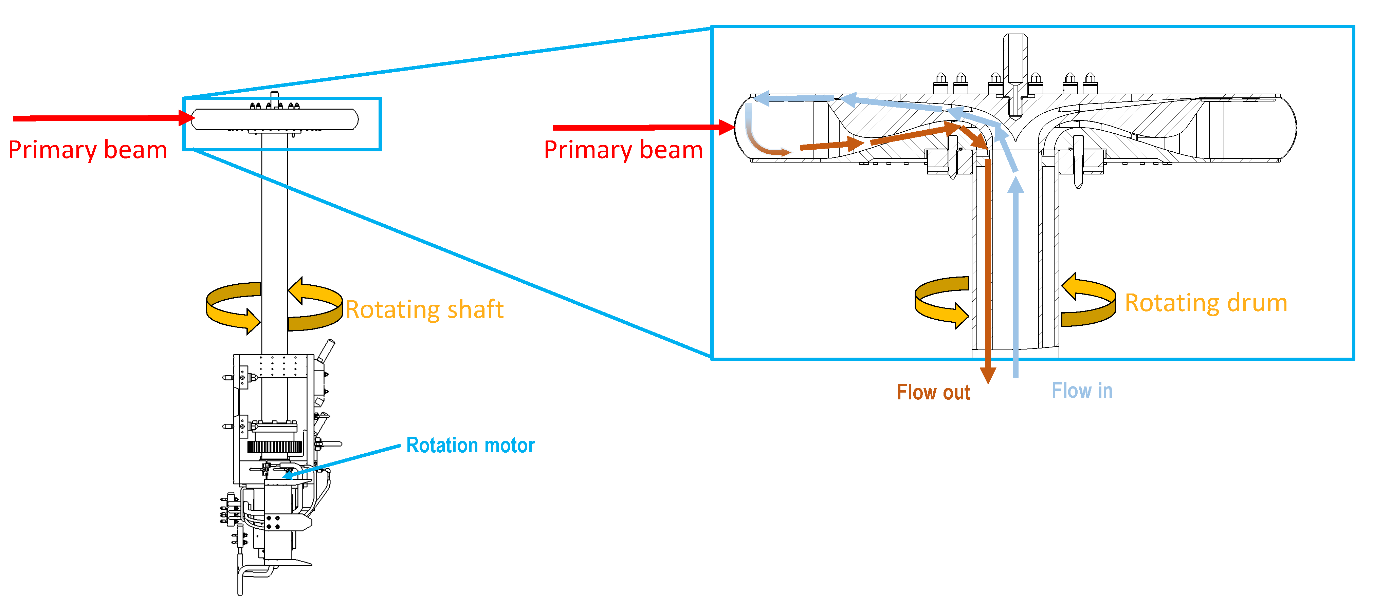 Primary beam
Rotating shaft
Rotation motor
Primary beam
Rotating drum
Flow out
Flow in